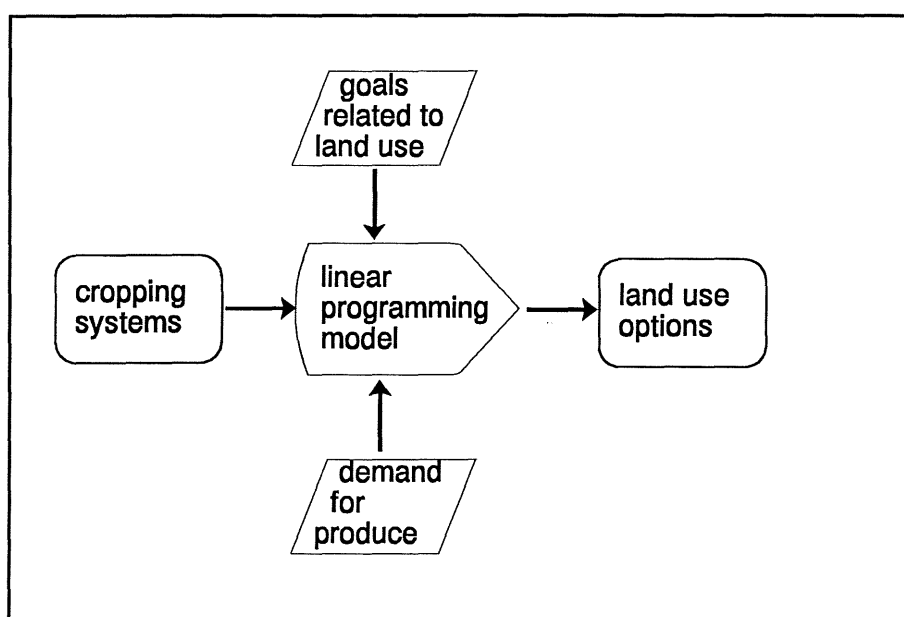 goals
related to
land use
cropping
systems
linear
programming
model
land use
options
demand
for
produce